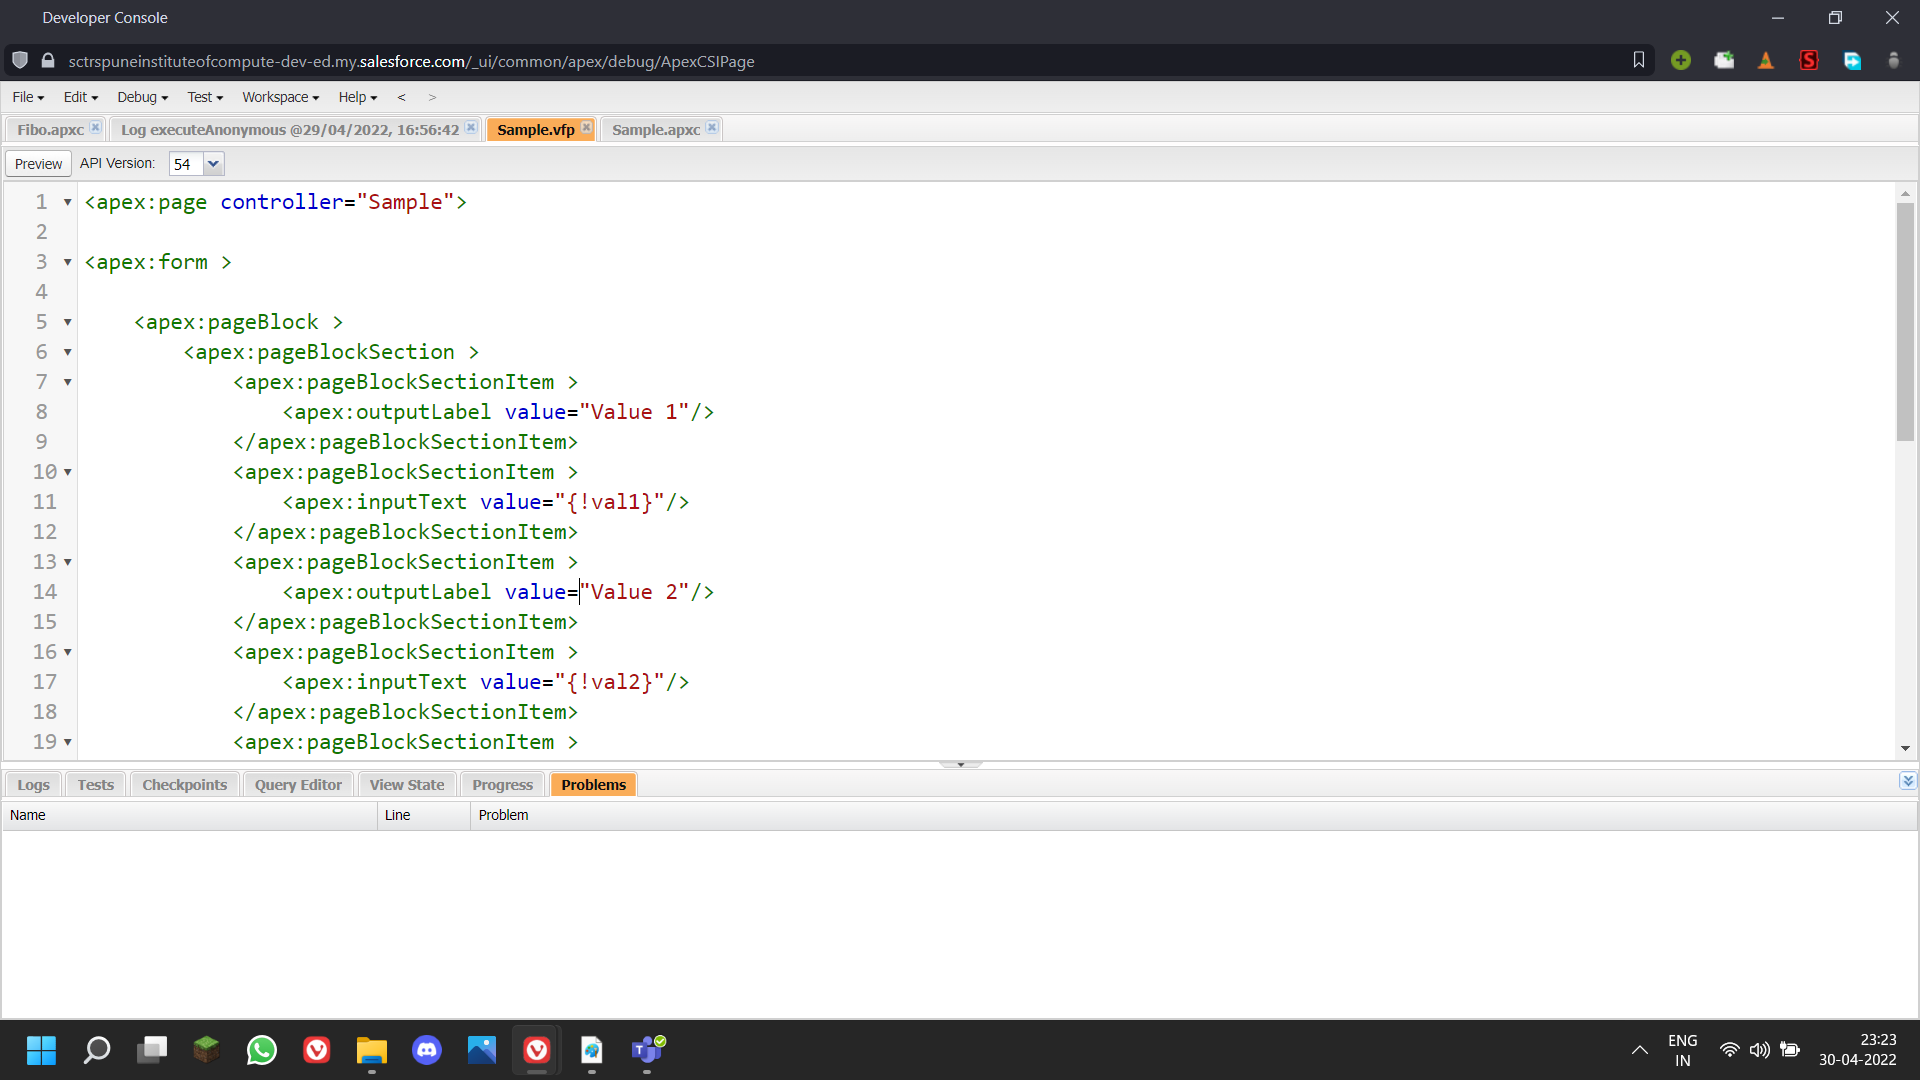 Developer Console
sctrspuneinstituteofcompute-dev-ed.my.salesforce.com/_ui/common/apex/debug/ApexCSIPage
File Edit Debug Test Workspace Help < >
Fibo.apxc Log executeAnonymous @29/04/2022, 16:56:42 Sample.vfp Sample.apxc
Preview API Version: 54
1 <apex:page controller="Sample">
2
3 <apex:form >
4
5 <apex:pageBlock >
6 <apex:pageBlockSection >
7 <apex:pageBlockSectionItem >
8 <apex:outputLabel value="Value 1"/>
9 </apex:pageBlockSectionItem>
10 <apex:pageBlockSectionItem >
11 <apex:inputText value="{!val1}"/>
12 </apex:pageBlockSectionItem>
13 <apex:pageBlockSectionItem >
14 <apex:outputLabel value="Value 2"/>
15 </apex:pageBlockSectionItem>
16 <apex:pageBlockSectionItem >
17 <apex:inputText value="{!val2}"/>
18 </apex:pageBlockSectionItem>
19 <apex:pageBlockSectionItem >
Logs Tests Checkpoints Query Editor View State Progress Problems
Name Line Problem
ENG 23:23
IN 30-04-2022